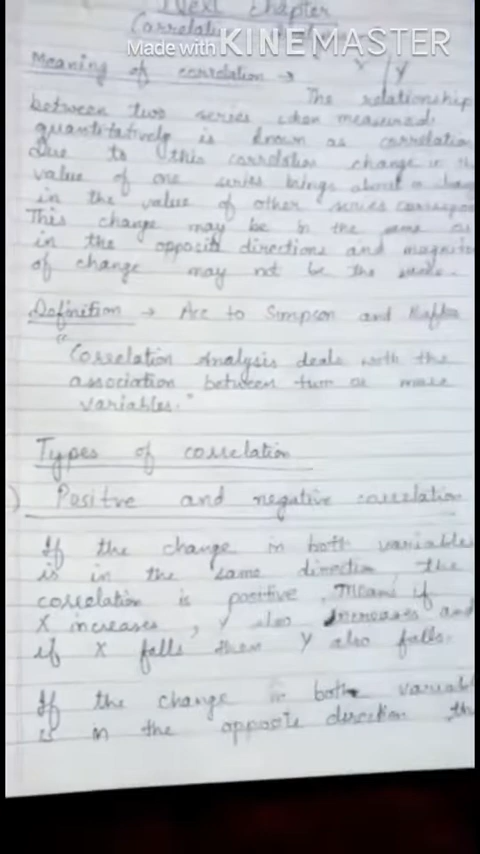 Next Chapter
Correlation
Made with KINEMASTER
Meaning of correlation → X / Y
The relationship
between two series when measured
quantitatively is known as correlation
Due to this correlation change in th
value of one series brings about a
in the value of other series correspon
This change may be in the same or
in the opposite directions and magnitu
of change may not be the same.
Definition → Acc to Simpson and Kafka
"Correlation Analysis deals with the
association between two or more
variables."
Types of correlation
) Positve and negative correlation
If the change in both variable
is in the same direction the
correlation is positive. Means if
X increases, Y also Increases and
if X falls then Y also falls.
If the change in both variabl
is in the opposite direction th